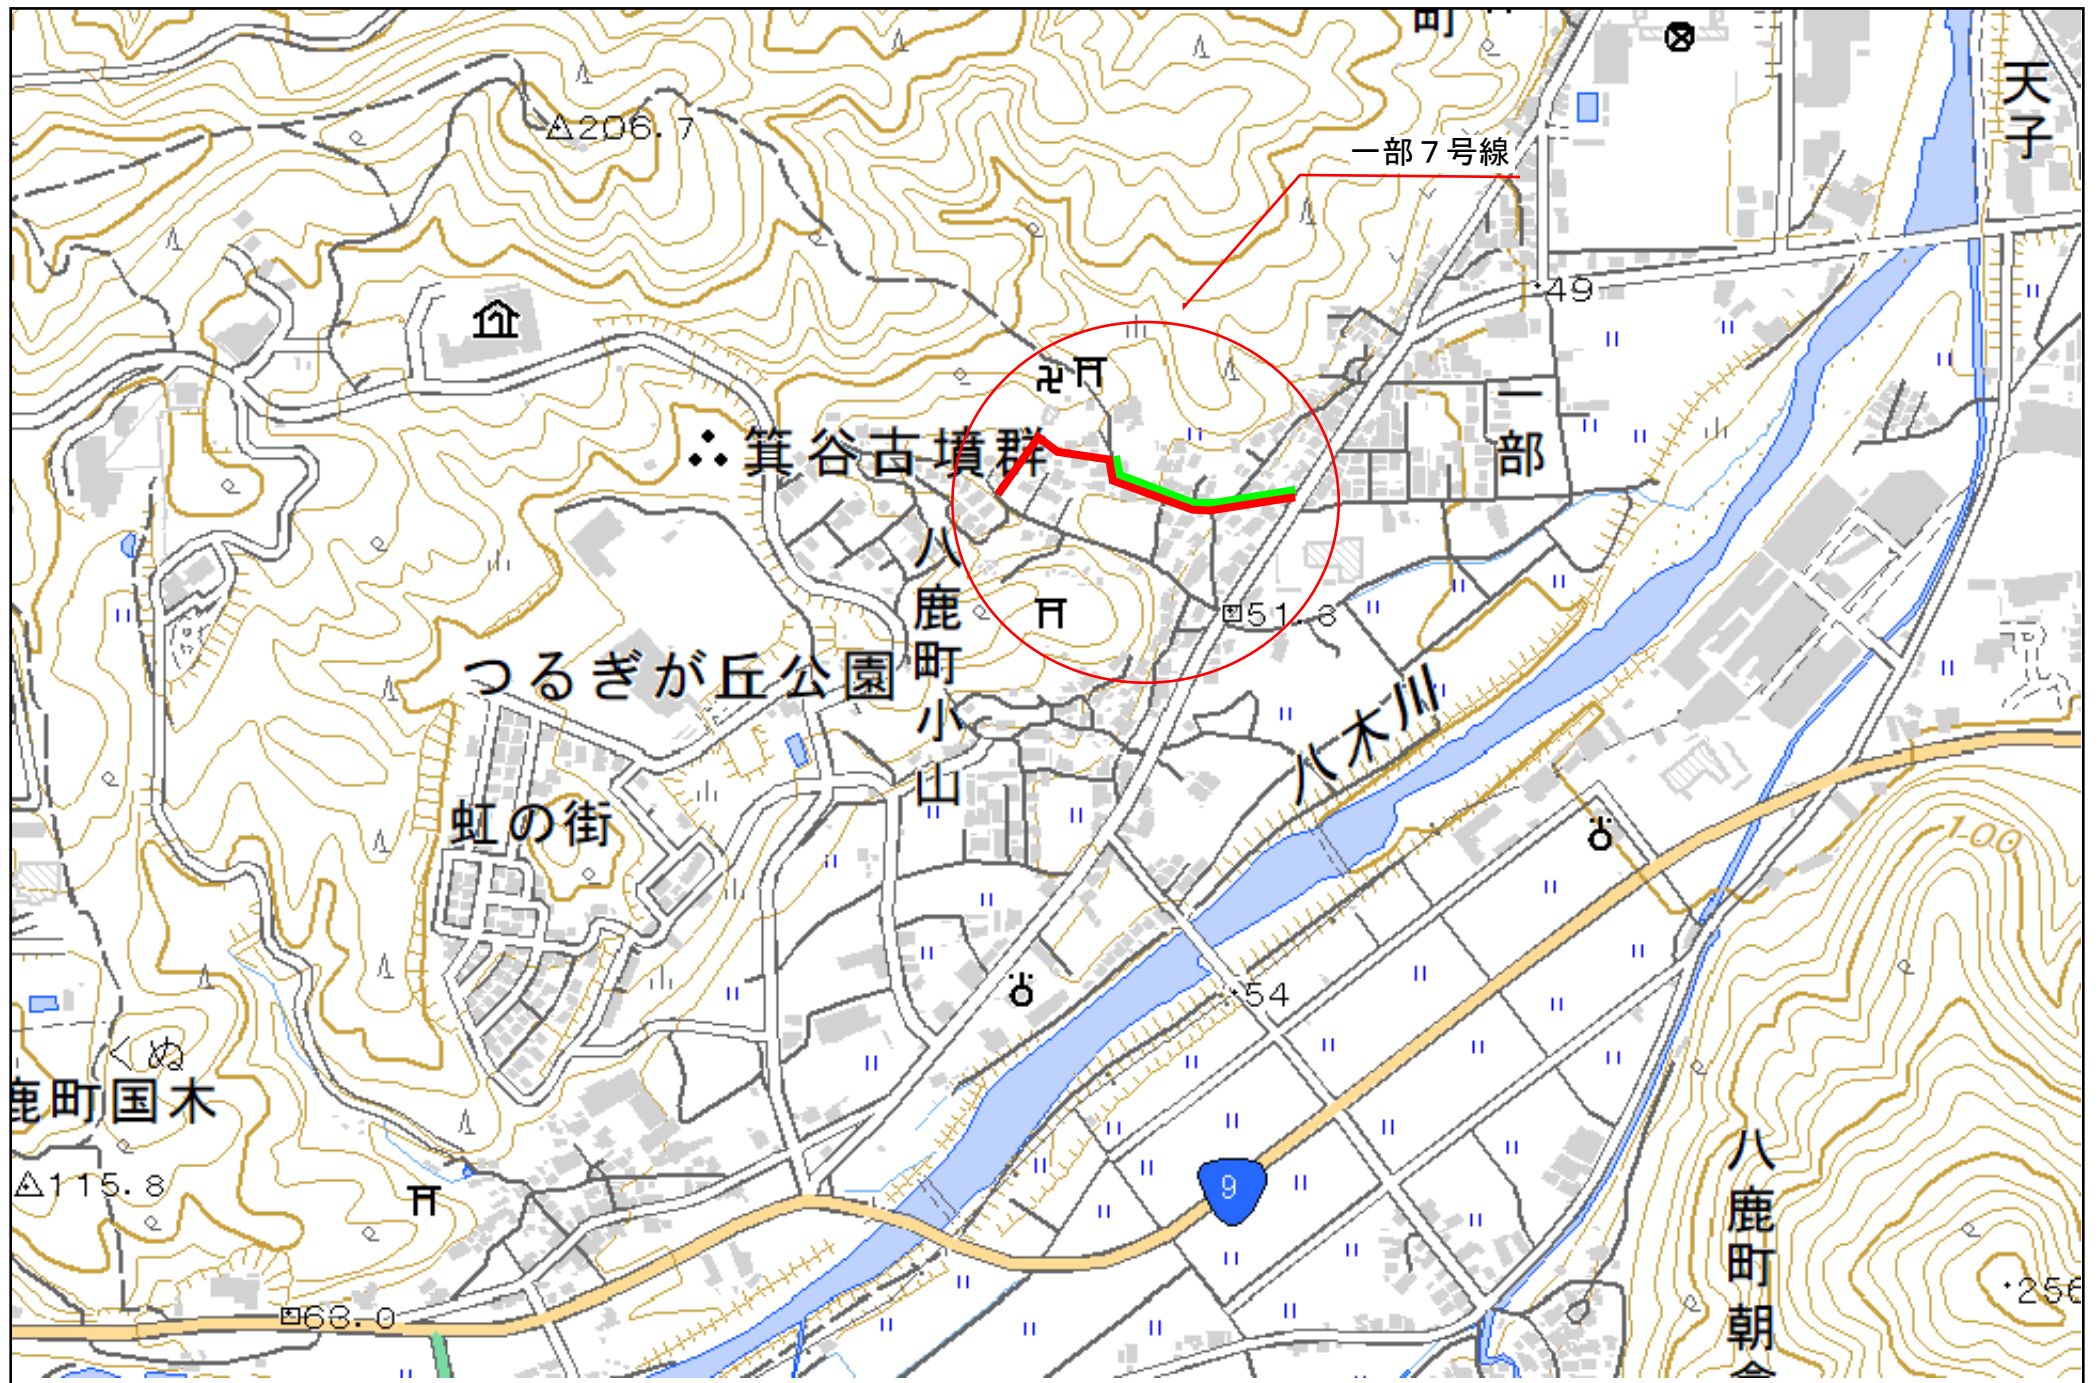 町
天子
206.7
一部７号線
49
一部
箕谷古墳群
八鹿町小山
51.8
つるぎが丘公園
八木川
虹の街
100
54
くぬ
鹿町国木
115.8
9
八鹿町朝倉
256
63.0